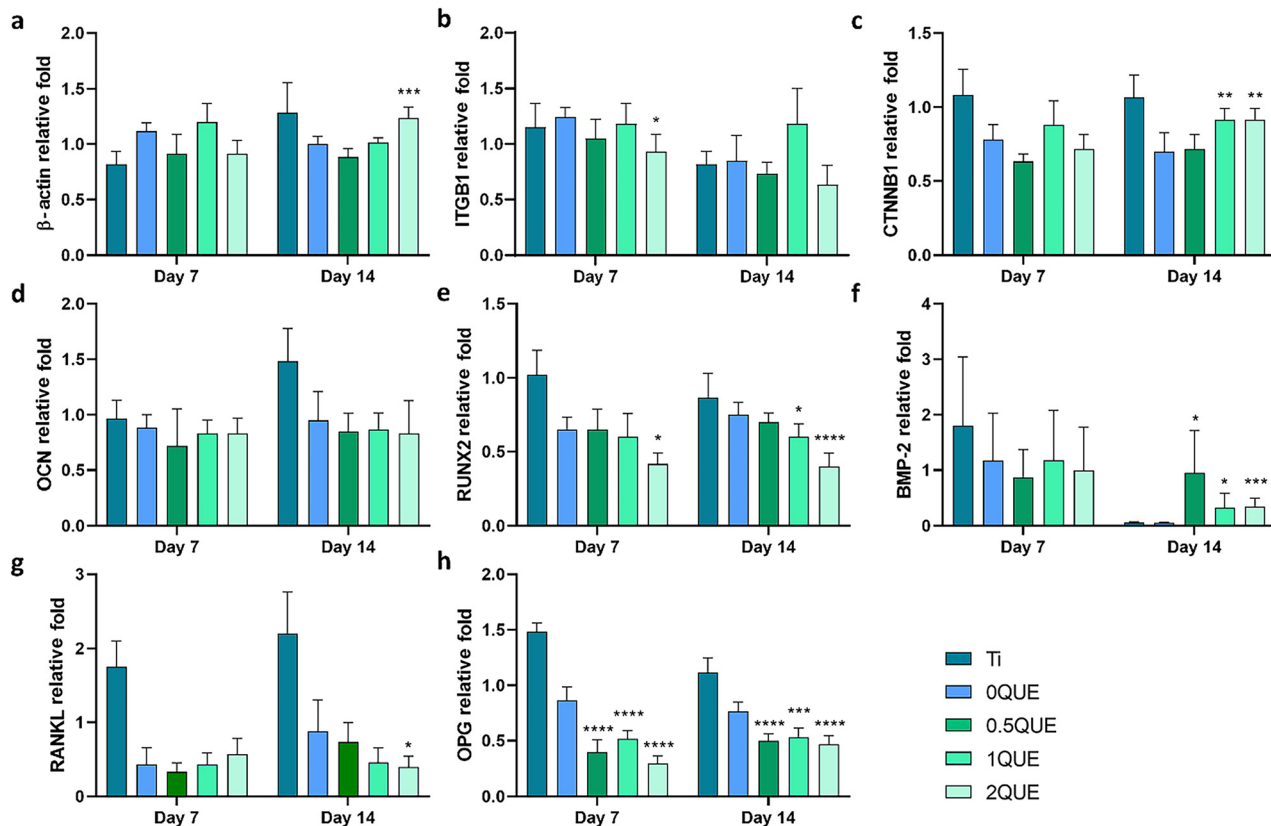 a
β-actin relative fold
2.0
1.5
1.0
0.5
0.0
***
Day 7
Day 14
b
ITGB1 relative fold
2.0
1.5
1.0
0.5
0.0
*
Day 7
Day 14
c
CTNNB1 relative fold
1.5
1.0
0.5
0.0
** **
Day 7
Day 14
d
OCN relative fold
2.0
1.5
1.0
0.5
0.0
Day 7
Day 14
e
RUNX2 relative fold
1.5
1.0
0.5
0.0
*
*
****
Day 7
Day 14
f
BMP-2 relative fold
4
3
2
1
0
*
*
***
Day 7
Day 14
g
RANKL relative fold
3
2
1
0
*
Day 7
Day 14
h
OPG relative fold
2.0
1.5
1.0
0.5
0.0
****
****
****
****
***
****
Day 7
Day 14
Ti
0QUE
0.5QUE
1QUE
2QUE